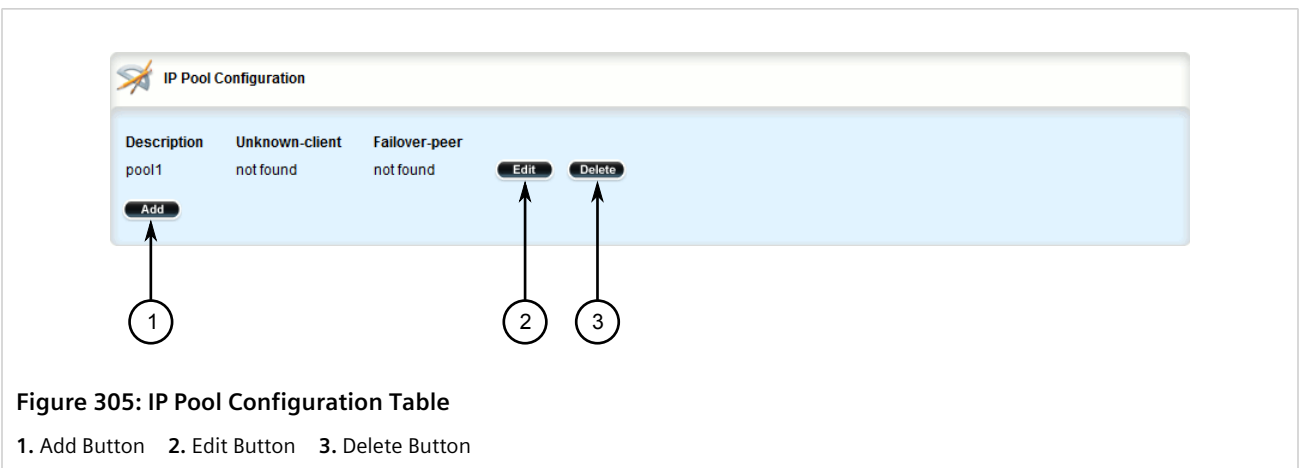 IP Pool Configuration
Description Unknown-client Failover-peer
pool1 not found not found Edit Delete
Add
1 2 3
Figure 305: IP Pool Configuration Table
1. Add Button 2. Edit Button 3. Delete Button